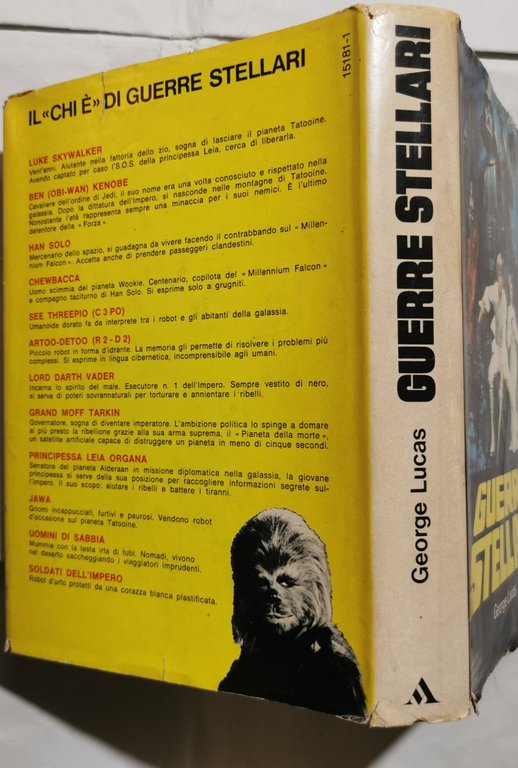 IL «CHI È» DI GUERRE STELLARI
15181-1
LUKE SKYWALKER
Vent'anni. Aiutante nella fattoria dello zio, sogna di lasciare il pianeta Tatooine.
Avendo captato per caso l'S.O.S. della principessa Leia, cerca di liberarla.
BEN (OBI-WAN) KENOBE
Cavaliere dell'ordine di Jedi, il suo nome era una volta conosciuto e rispettato nella
galassia. Dopo la dittatura dell'Impero, si nasconde nelle montagne di Tatooine.
Nonostante l'età rappresenta sempre una minaccia per i suoi nemici. È l'ultimo
detentore della « Forza ».
HAN SOLO
Mercenario dello spazio, si guadagna da vivere facendo il contrabbando sul « Millen-
nium Falcon ». Accetta anche di prendere passeggeri clandestini.
CHEWBACCA
Uomo scimmia del pianeta Wookie. Centenario, copilota del « Millennium Falcon »
e compagno taciturno di Han Solo. Si esprime solo a grugniti.
SEE THREEPIO (C 3 PO)
Umanoide dorato fa da interprete tra i robot e gli abitanti della galassia.
ARTOO-DETOO (R 2 - D 2)
Piccolo robot in forma d'idrante. La memoria gli permette di risolvere i problemi più
complessi. Si esprime in lingua cibernetica, incomprensibile agli umani.
LORD DARTH VADER
Incarna lo spirito del male. Esecutore n. 1 dell'Impero. Sempre vestito di nero,
si serve di poteri sovrannaturali per torturare e annientare i ribelli.
GRAND MOFF TARKIN
Governatore, sogna di diventare imperatore. L'ambizione politica lo spinge a domare
al più presto la ribellione grazie alla sua arma suprema, il « Pianeta della morte »,
un satellite artificiale capace di distruggere un pianeta in meno di cinque secondi.
PRINCIPESSA LEIA ORGANA
Senatore del pianeta Alderaan in missione diplomatica nella galassia, la giovane
principessa si serve della sua posizione per raccogliere informazioni segrete sul-
l'Impero. Il suo scopo: aiutare i ribelli e battere i tiranni.
JAWA
Gnomi incappucciati, furtivi e paurosi. Vendono robot
d'occasione sul pianeta Tatooine.
UOMINI DI SABBIA
Mummie con la testa irta di tubi. Nomadi, vivono
nel deserto saccheggiando i viaggiatori imprudenti.
SOLDATI DELL'IMPERO
Robot d'urto protetti da una corazza bianca plastificata.
George Lucas GUERRE STELLARI
GUERRE
STELLA
George Lucas